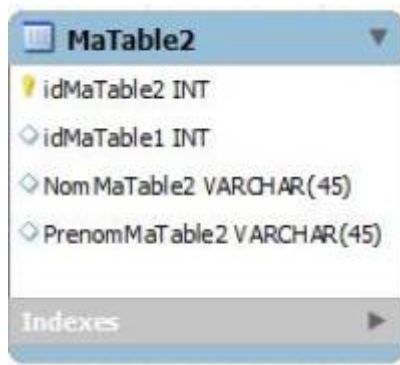 MaTable2
idMaTable2 INT
idMaTable1 INT
NomMaTable2 VARCHAR(45)
PrenomMaTable2 VARCHAR(45)
Indexes